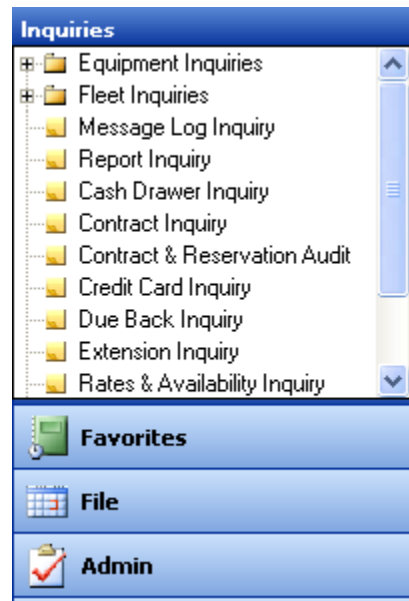 Inquiries
Equipment Inquiries
Fleet Inquiries
Message Log Inquiry
Report Inquiry
Cash Drawer Inquiry
Contract Inquiry
Contract & Reservation Audit
Credit Card Inquiry
Due Back Inquiry
Extension Inquiry
Rates & Availability Inquiry
Favorites
File
Admin